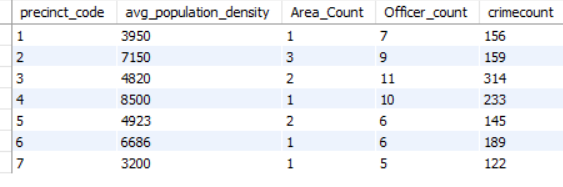 precinct_code avg_population_density Area_Count Officer_count crimecount
1 3950 1 7 156
2 7150 3 9 159
3 4820 2 11 314
4 8500 1 10 233
5 4923 2 6 145
6 6686 1 6 189
7 3200 1 5 122